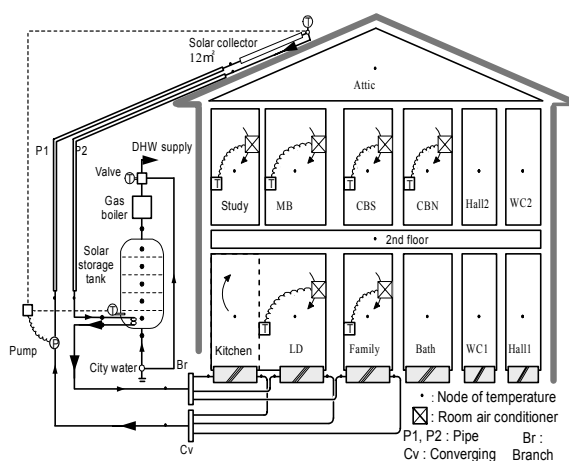 T
Solar collector
12m²
Attic
P1
P2
DHW supply
Valve
T
Gas
boiler
Solar
storage
tank
T
Study
T
MB
T
CBS
T
CBN
Hall2
WC2
2nd floor
T
P
Pump
City water
Br
Cv
Kitchen
T
LD
T
Family
Bath
WC1
Hall1
: Node of temperature
: Room air conditioner
P1, P2 : Pipe Br :
Cv : Converging Branch